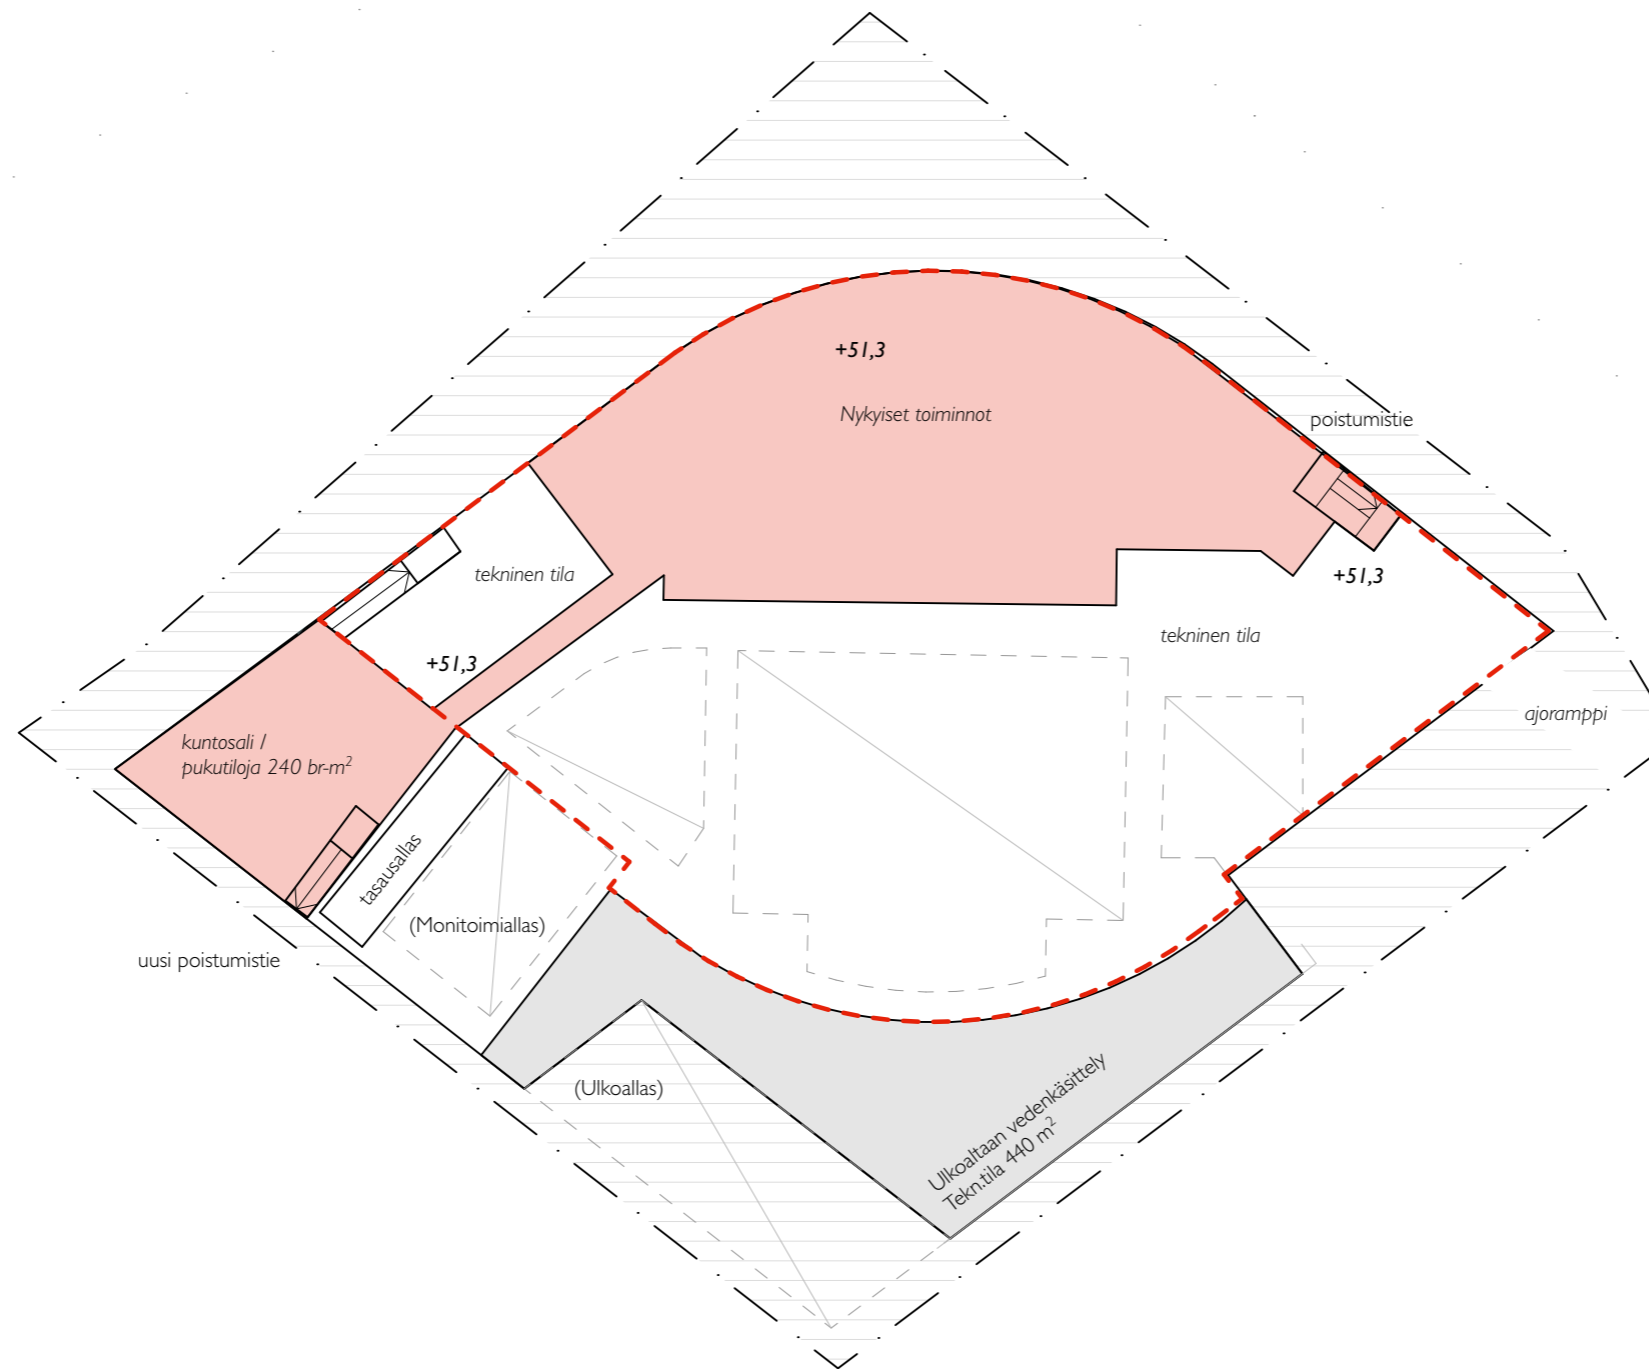 +51,3
Nykyiset toiminnot
poistumistie
tekninen tila
+51,3
tekninen tila
+51,3
ajoramppi
kuntosali /
pukutiloja 240 br-m²
tasausallas
(Monitoimiallas)
uusi poistumistie
(Ulkoallas)
Ulkoaltaan vedenkäsittely
Tekn.tila 440 m²